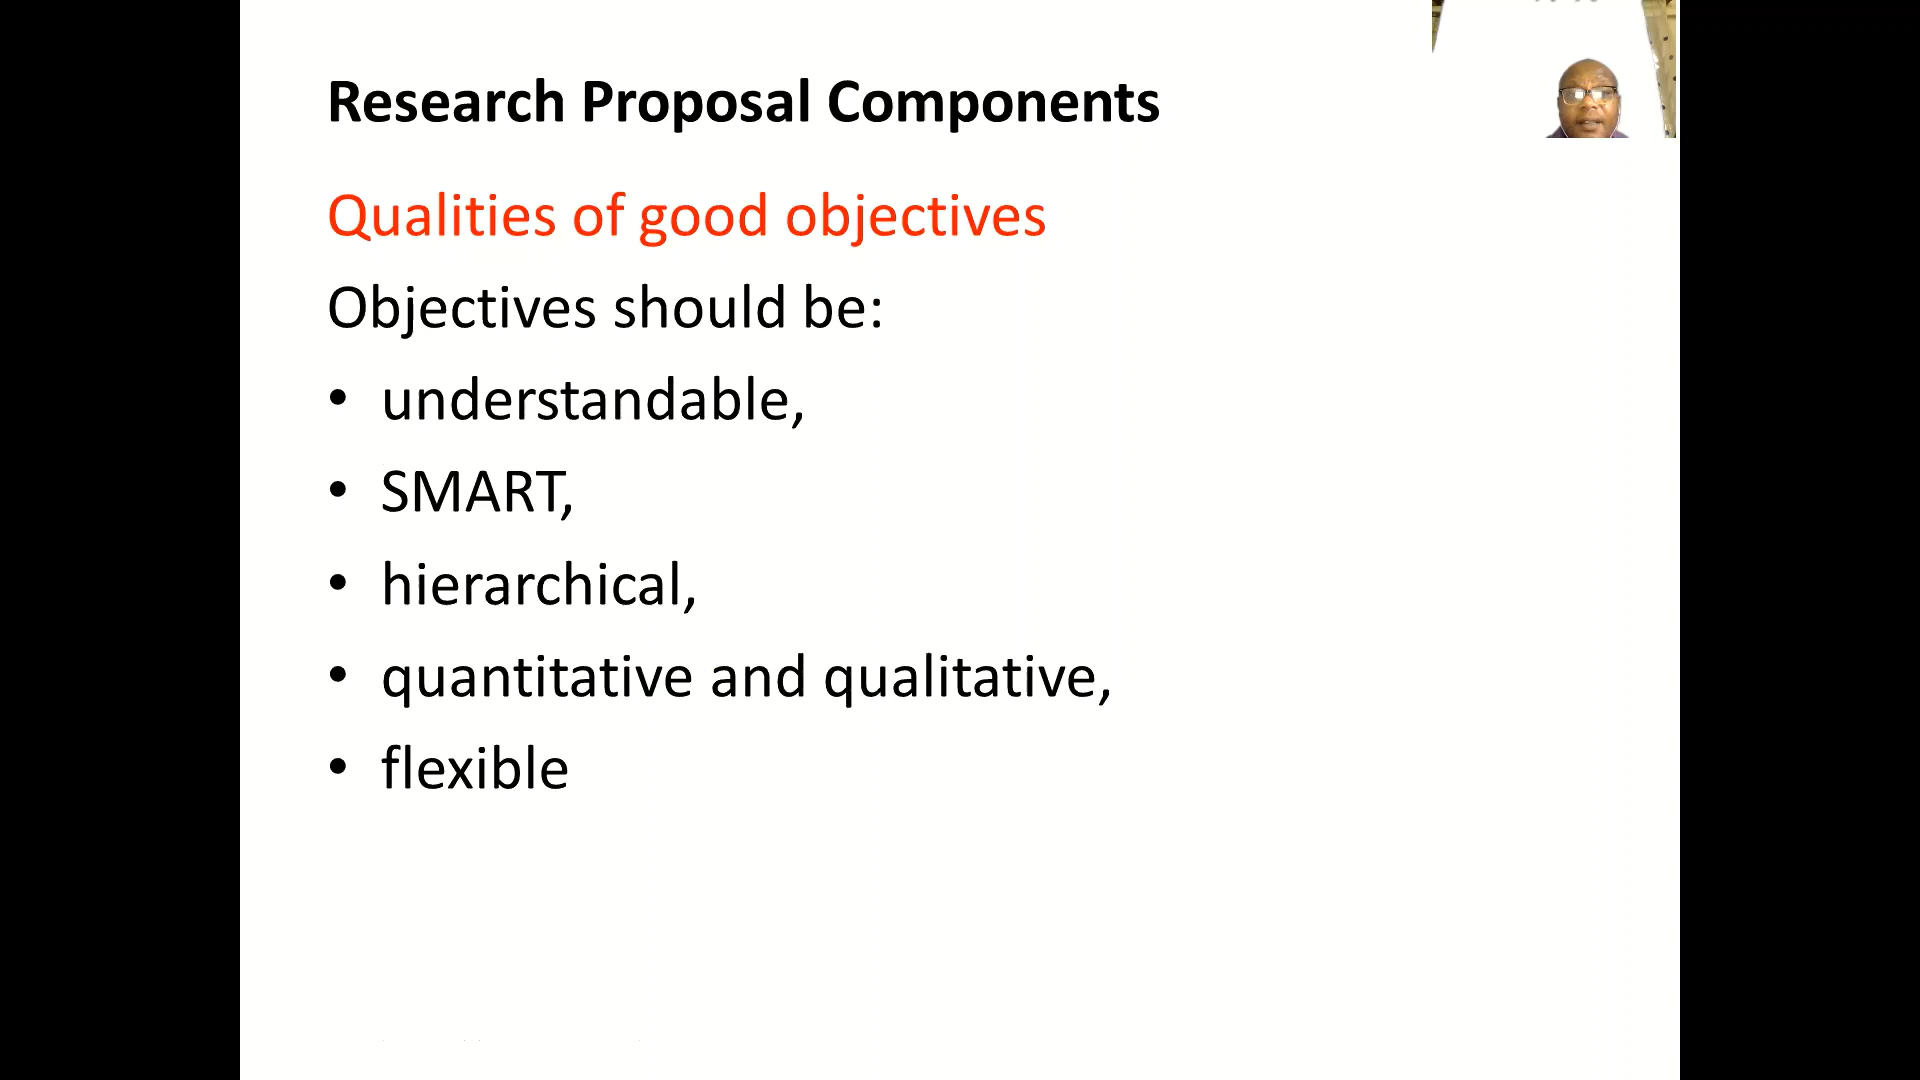 Research Proposal Components
Qualities of good objectives
Objectives should be:
• understandable,
• SMART,
• hierarchical,
• quantitative and qualitative,
• flexible